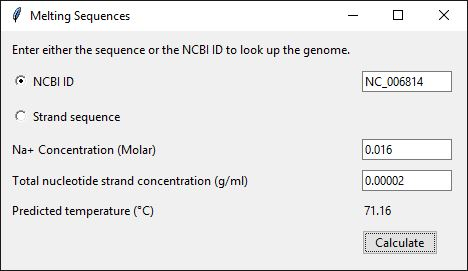 Melting Sequences
Enter either the sequence or the NCBI ID to look up the genome.
NCBI ID NC_006814
Strand sequence
Na+ Concentration (Molar) 0.016
Total nucleotide strand concentration (g/ml) 0.00002
Predicted temperature (°C) 71.16
Calculate